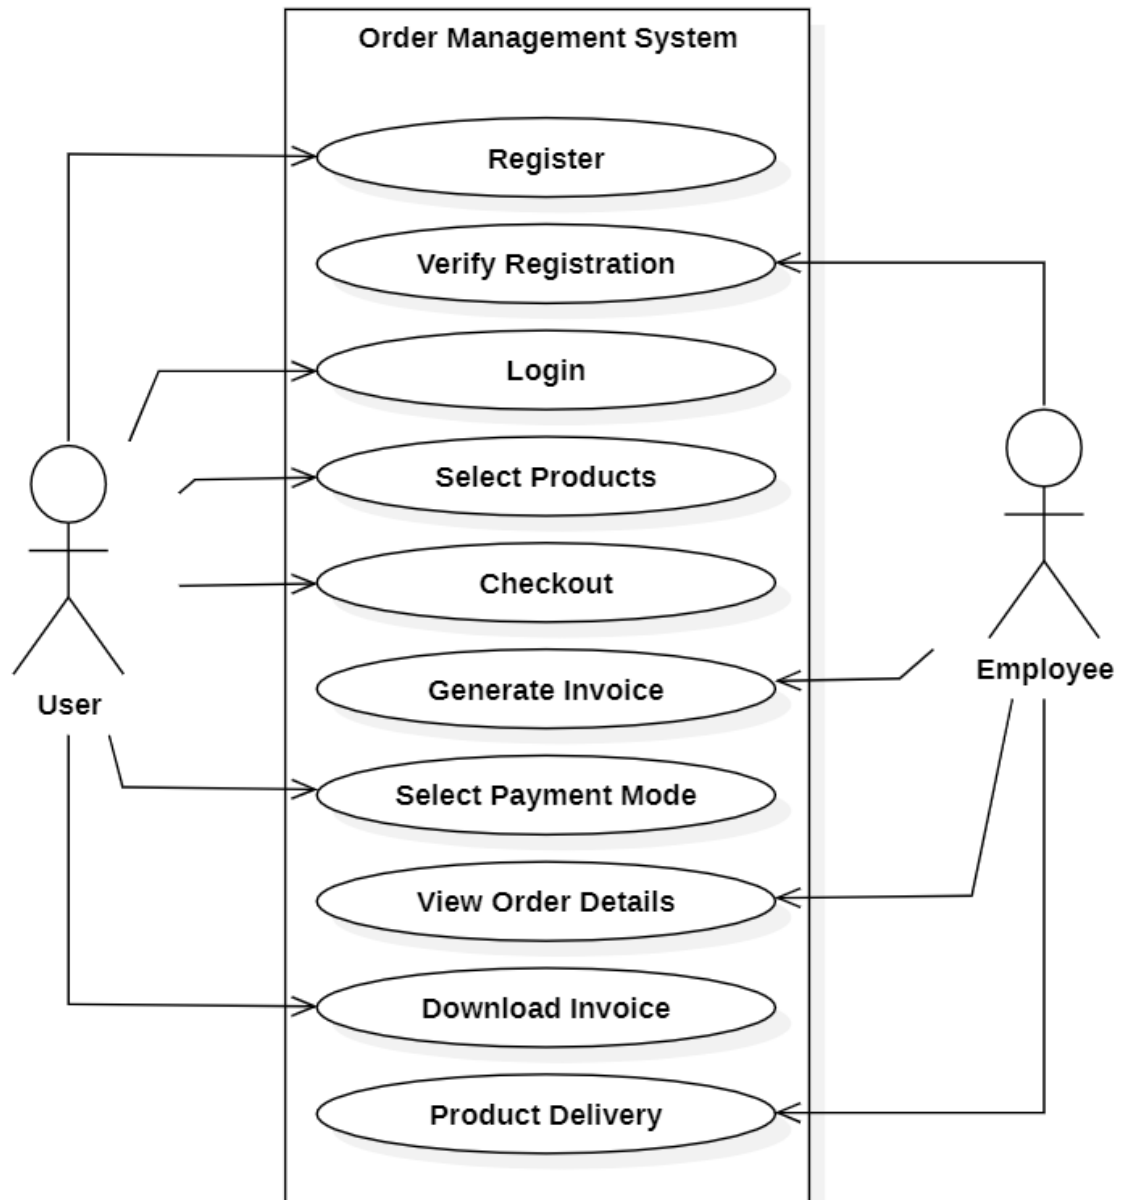 Order Management System
Register
Verify Registration
Login
Select Products
Checkout
Generate Invoice
Employee
User
Select Payment Mode
View Order Details
Download Invoice
Product Delivery